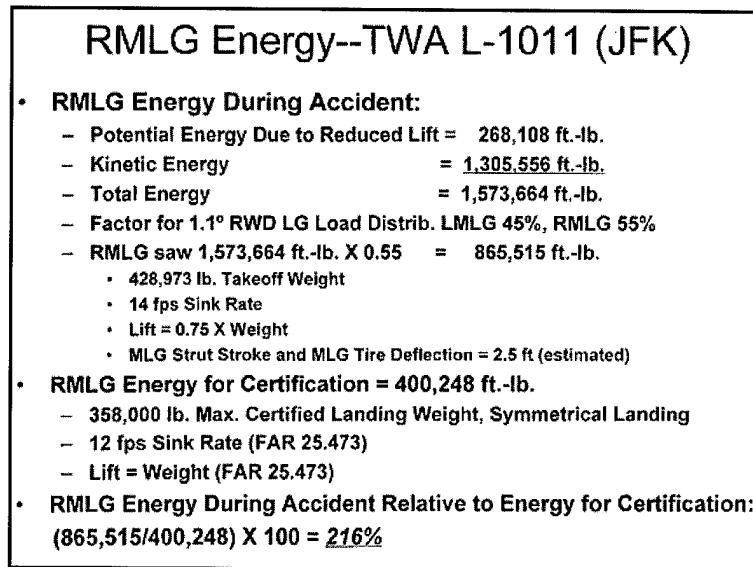 RMLG Energy--TWA L-1011 (JFK)
• RMLG Energy During Accident:
– Potential Energy Due to Reduced Lift = 268,108 ft.-lb.
– Kinetic Energy = 1,305,556 ft.-lb.
– Total Energy = 1,573,664 ft.-lb.
– Factor for 1.1º RWD LG Load Distrib. LMLG 45%, RMLG 55%
– RMLG saw 1,573,664 ft.-lb. X 0.55 = 865,515 ft.-lb.
• 428,973 lb. Takeoff Weight
• 14 fps Sink Rate
• Lift = 0.75 X Weight
• MLG Strut Stroke and MLG Tire Deflection = 2.5 ft (estimated)
• RMLG Energy for Certification = 400,248 ft.-lb.
– 358,000 lb. Max. Certified Landing Weight, Symmetrical Landing
– 12 fps Sink Rate (FAR 25.473)
– Lift = Weight (FAR 25.473)
• RMLG Energy During Accident Relative to Energy for Certification:
(865,515/400,248) X 100 = 216%